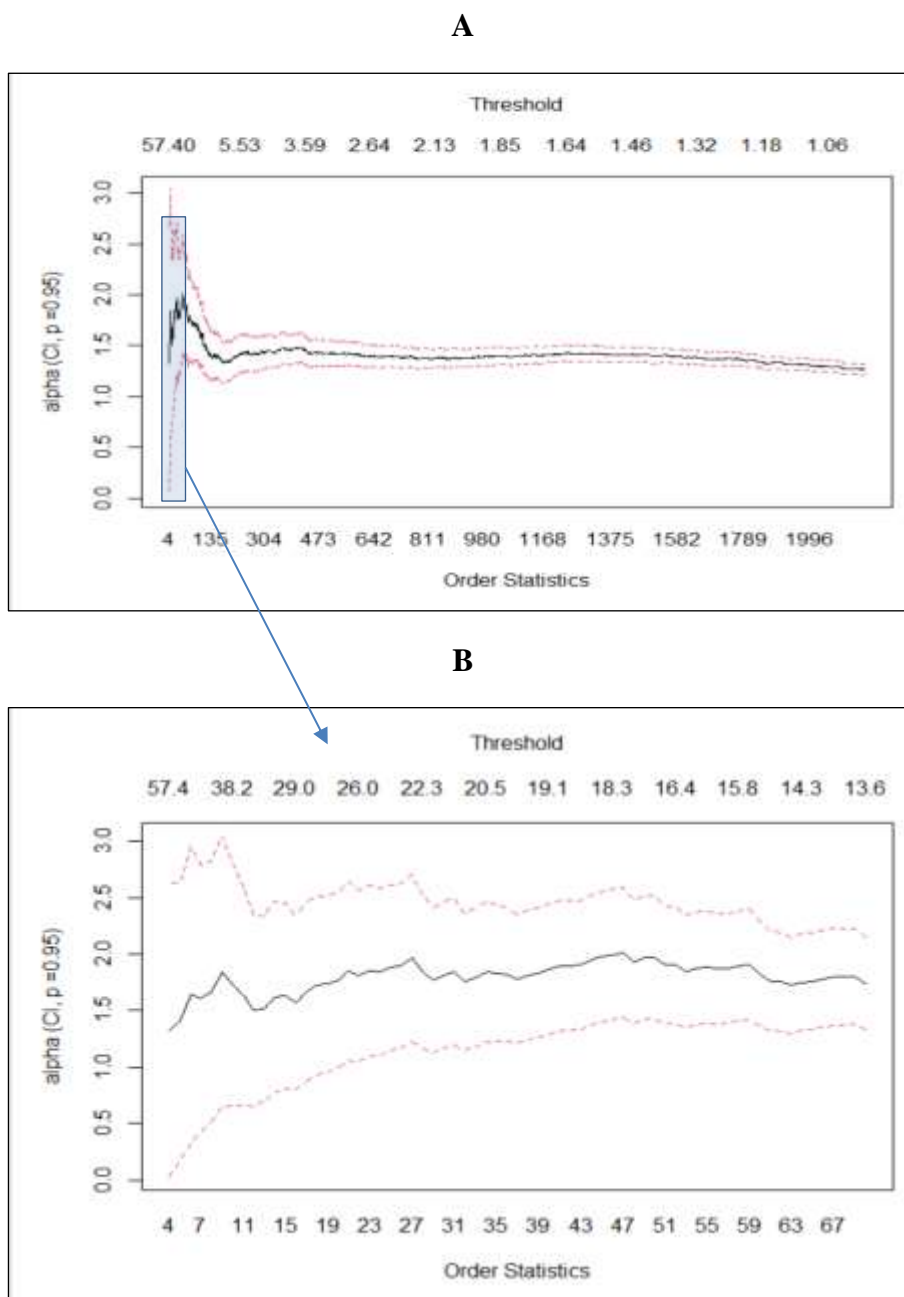 A
Threshold
57.40 5.53 3.59 2.64 2.13 1.85 1.64 1.46 1.32 1.18 1.06
alpha (CI, p =0.95)
3.0
2.5
2.0
1.5
1.0
0.5
0.0
4 135 304 473 642 811 980 1168 1375 1582 1789 1996
Order Statistics
B
Threshold
57.4 38.2 29.0 26.0 22.3 20.5 19.1 18.3 16.4 15.8 14.3 13.6
alpha (CI, p =0.95)
3.0
2.5
2.0
1.5
1.0
0.5
0.0
4 7 11 15 19 23 27 31 35 39 43 47 51 55 59 63 67
Order Statistics